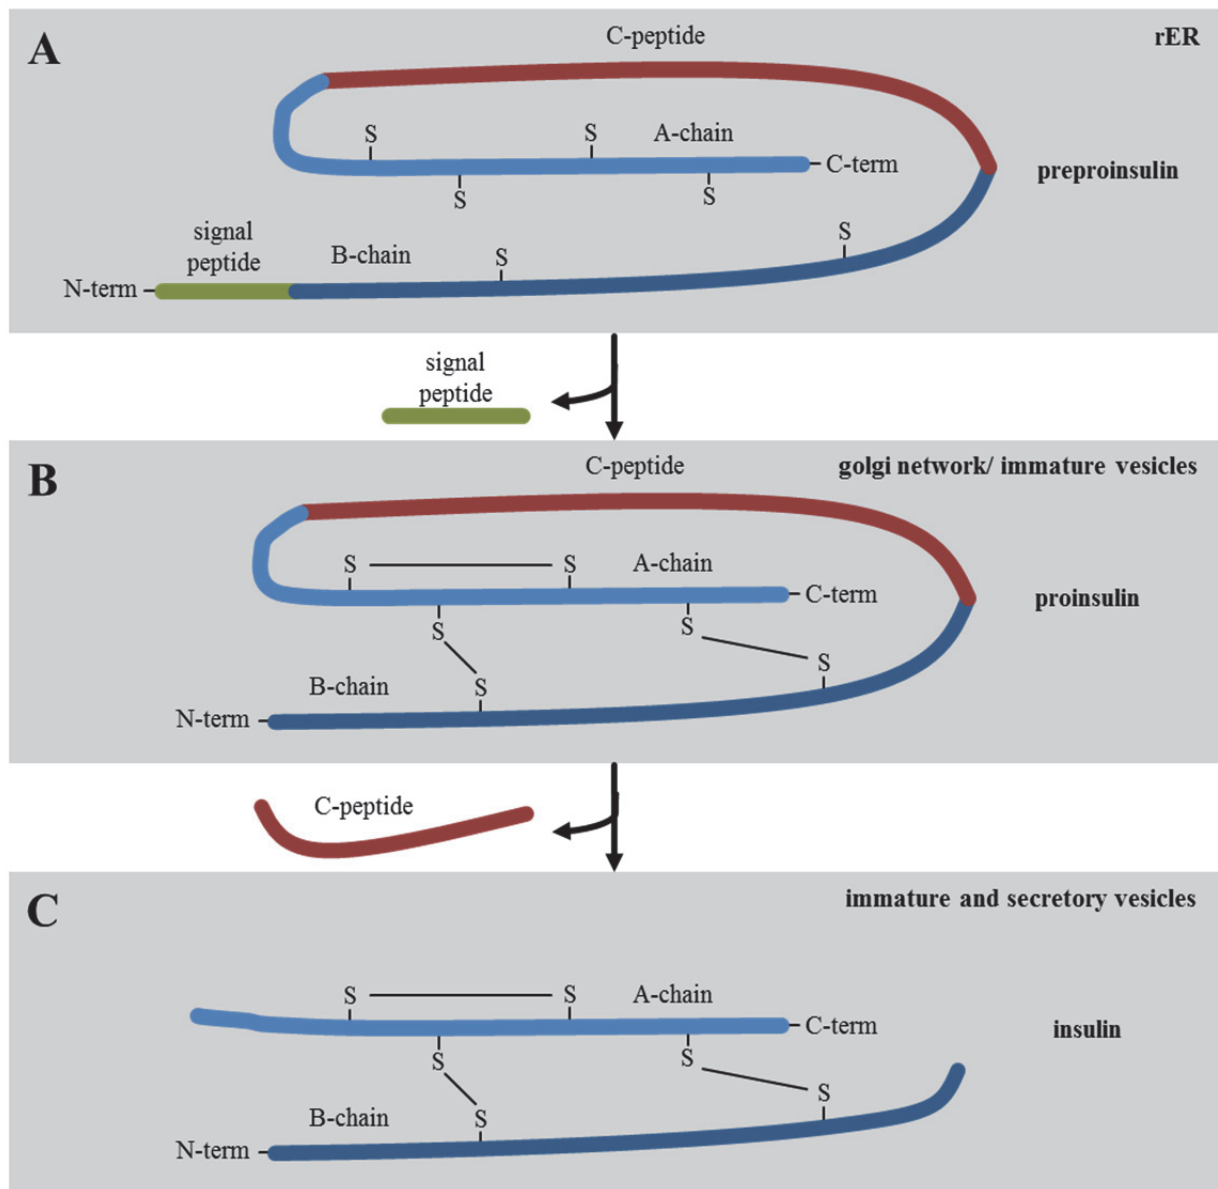 A
C-peptide
rER
S
S
A-chain
C-term
preproinsulin
S
S
signal
peptide
B-chain
S
S
N-term
signal
peptide
B
C-peptide
golgi network/ immature vesicles
S
S
A-chain
C-term
proinsulin
S
S
S
B-chain
S
N-term
C-peptide
C
immature and secretory vesicles
S
S
A-chain
C-term
insulin
S
S
S
B-chain
S
N-term